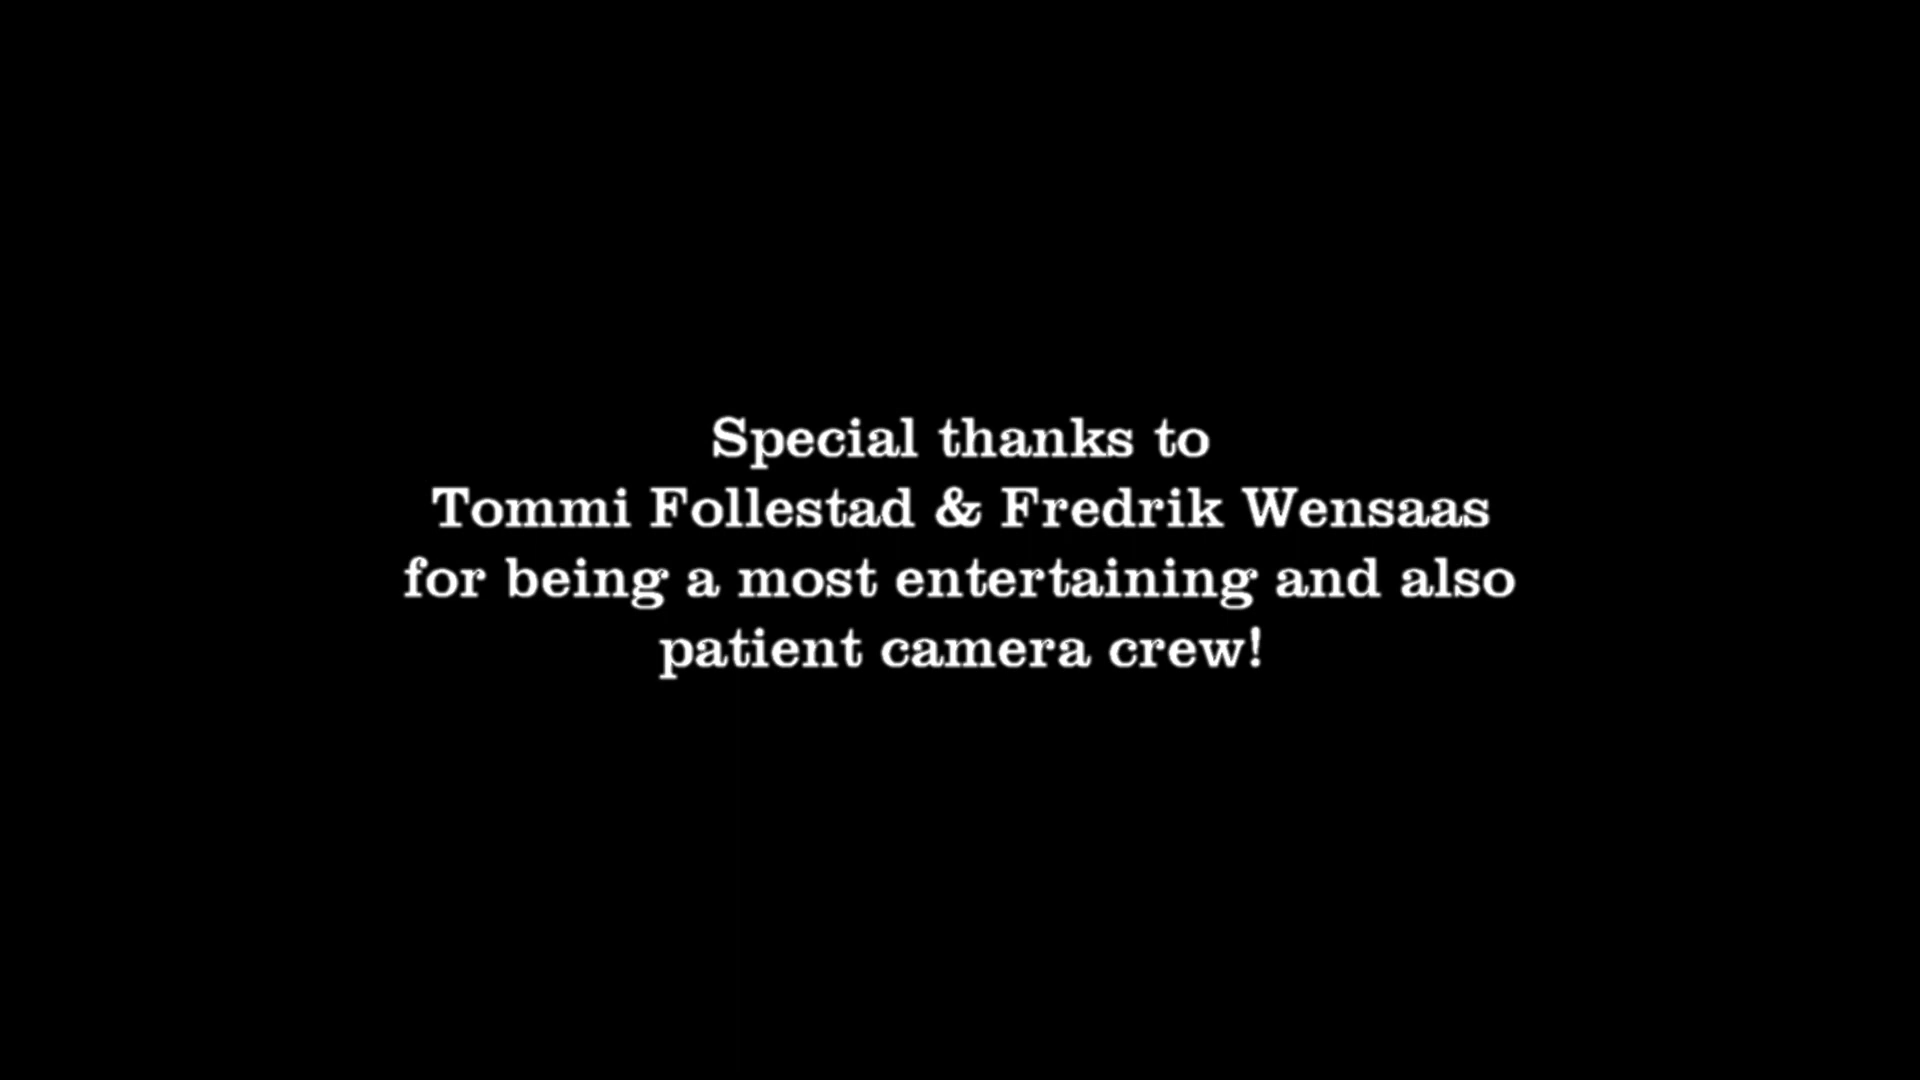 Special thanks to
Tommi Follestad & Fredrik Wensaas
for being a most entertaining and also
patient camera crew!